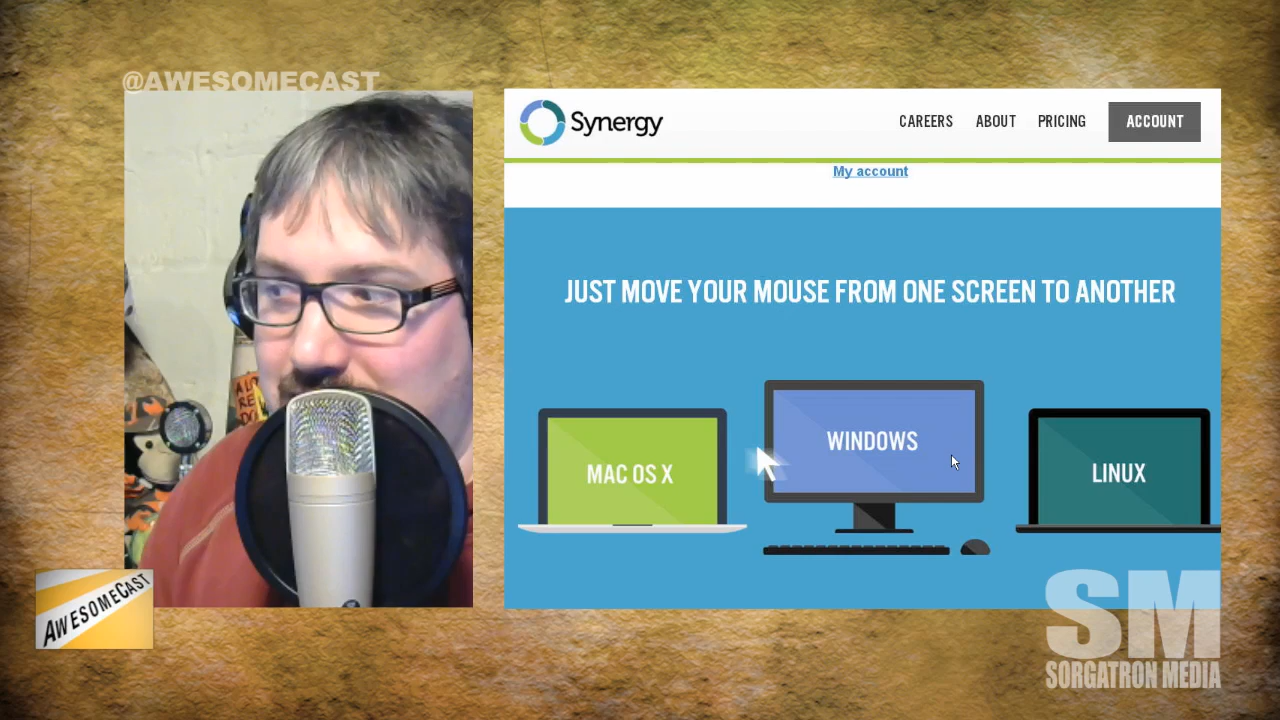 @AWESOMECAST
Synergy
CAREERS ABOUT PRICING ACCOUNT
My account
JUST MOVE YOUR MOUSE FROM ONE SCREEN TO ANOTHER
MAC OS X
WINDOWS
LINUX
AWESOMECAST
SM
SORGATRON MEDIA